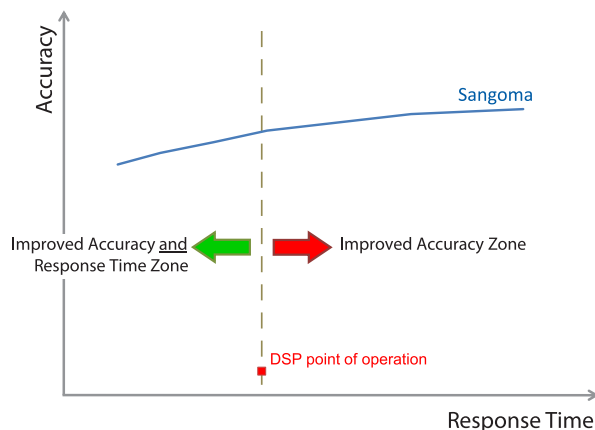 Accuracy
Sangoma
Improved Accuracy and
Response Time Zone
Improved Accuracy Zone
DSP point of operation
Response Time